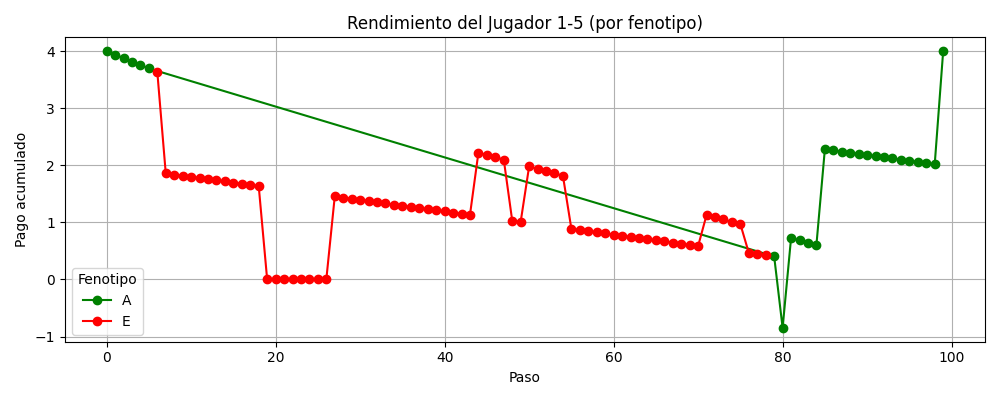 Rendimiento del Jugador 1-5 (por fenotipo)
Pago acumulado
4
3
2
1
0
−1
Fenotipo
A
E
0 20 40 60 80 100
Paso